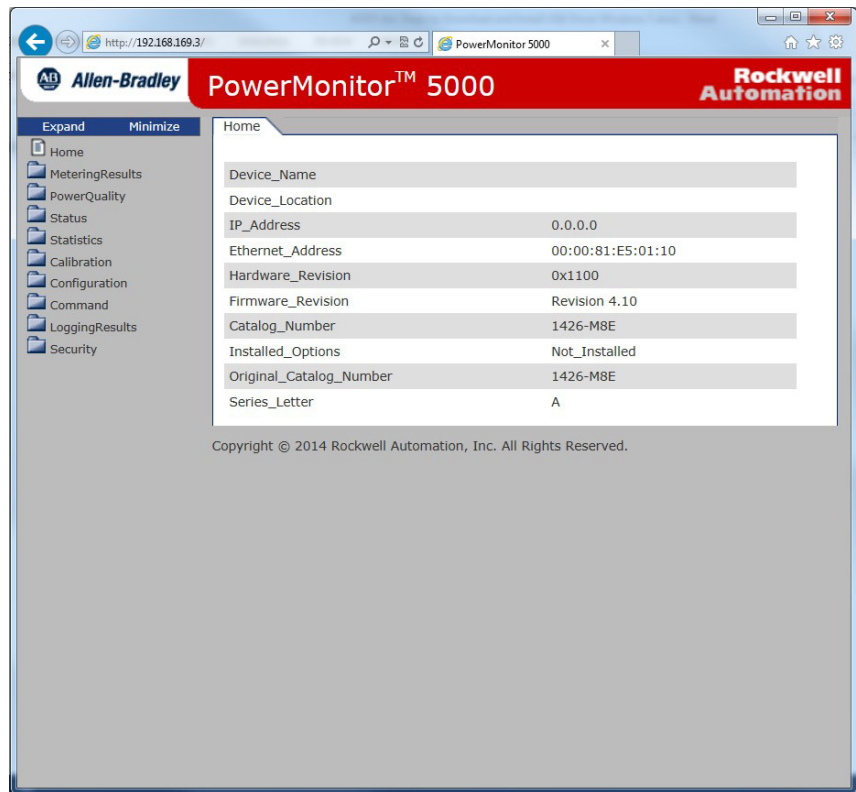 http://192.168.169.3/
PowerMonitor 5000
AB Allen-Bradley
PowerMonitor™ 5000
Rockwell
Automation
Expand Minimize
Home
Home
MeteringResults
PowerQuality
Status
Statistics
Calibration
Configuration
Command
LoggingResults
Security
Device_Name
Device_Location
IP_Address 0.0.0.0
Ethernet_Address 00:00:81:E5:01:10
Hardware_Revision 0x1100
Firmware_Revision Revision 4.10
Catalog_Number 1426-M8E
Installed_Options Not_Installed
Original_Catalog_Number 1426-M8E
Series_Letter A
Copyright © 2014 Rockwell Automation, Inc. All Rights Reserved.